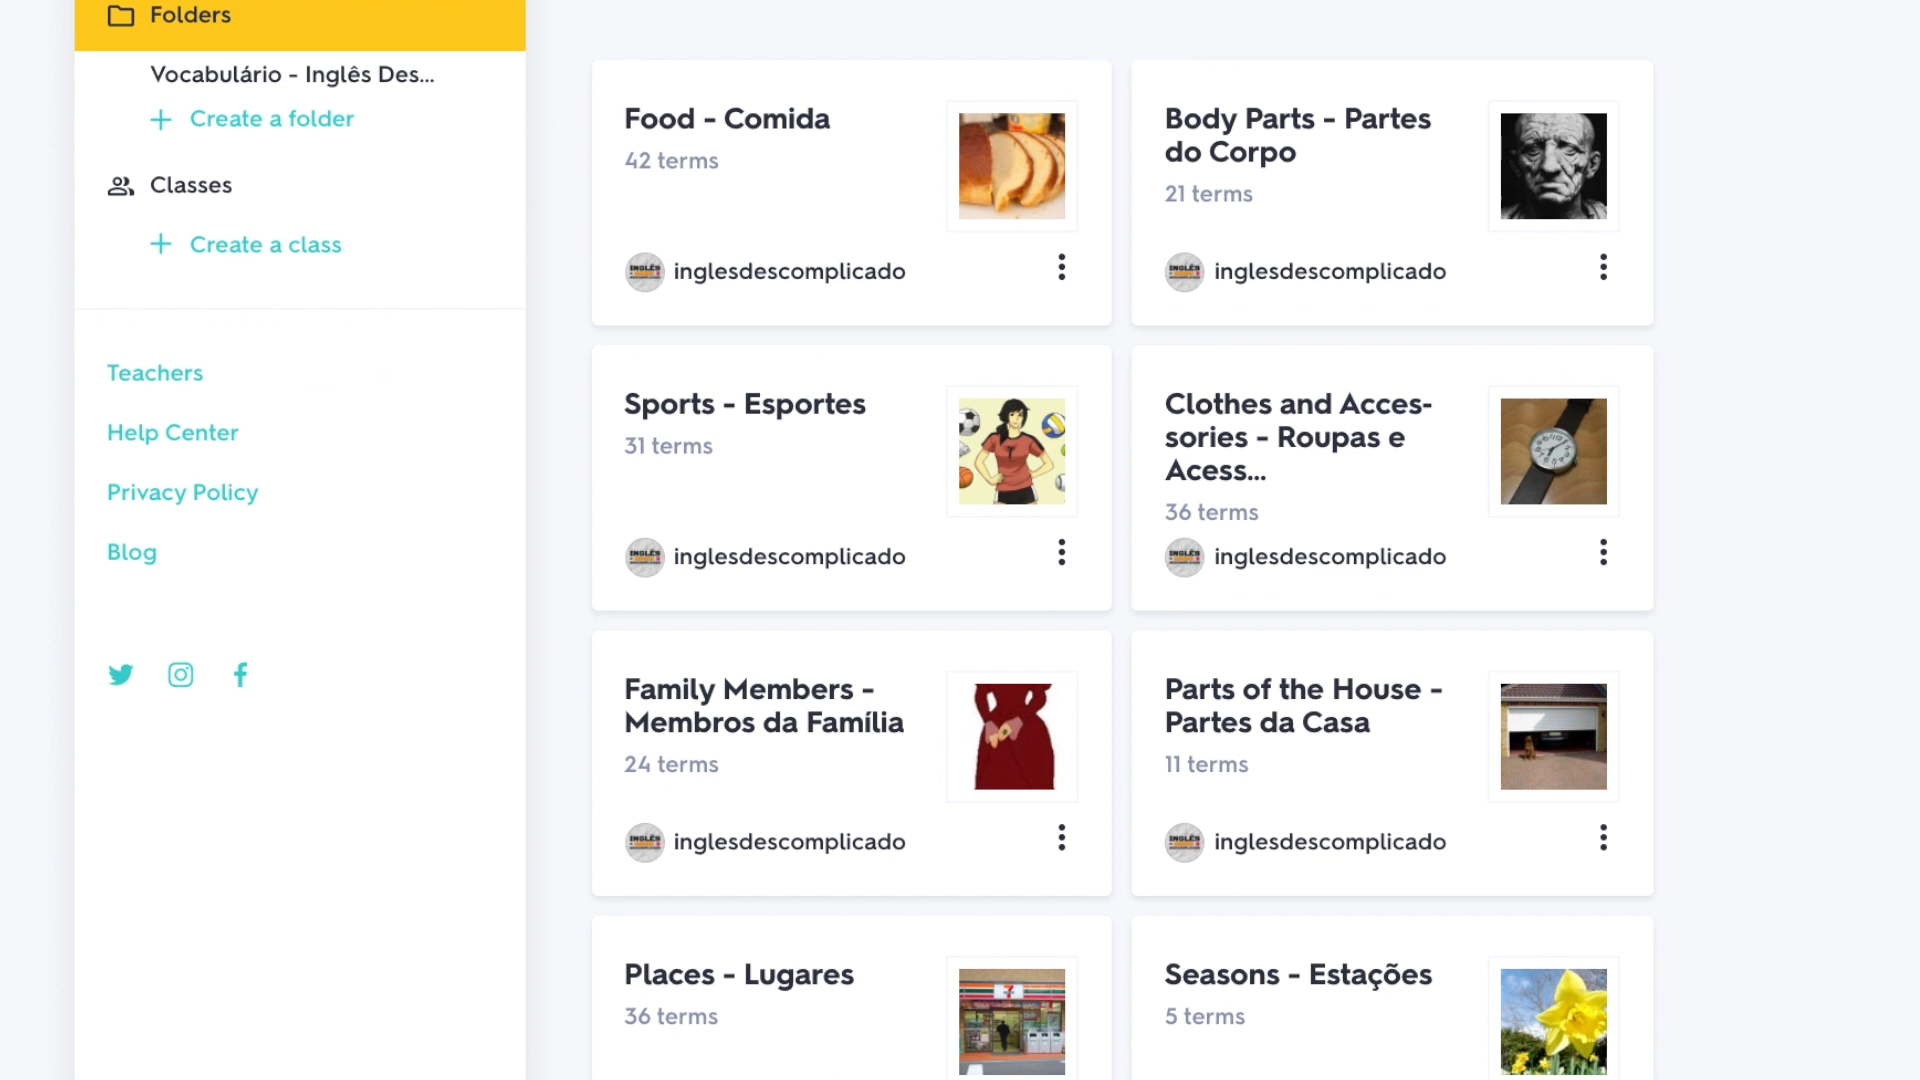 Folders
Vocabulário - Inglês Des...
Create a folder
Classes
Create a class
Teachers
Help Center
Privacy Policy
Blog
Food - Comida
42 terms
inglesdescomplicado
Body Parts - Partes
do Corpo
21 terms
inglesdescomplicado
Sports - Esportes
31 terms
inglesdescomplicado
Clothes and Acces-
sories - Roupas e
Acess...
36 terms
inglesdescomplicado
Family Members -
Membros da Família
24 terms
inglesdescomplicado
Parts of the House -
Partes da Casa
11 terms
inglesdescomplicado
Places - Lugares
36 terms
Seasons - Estações
5 terms